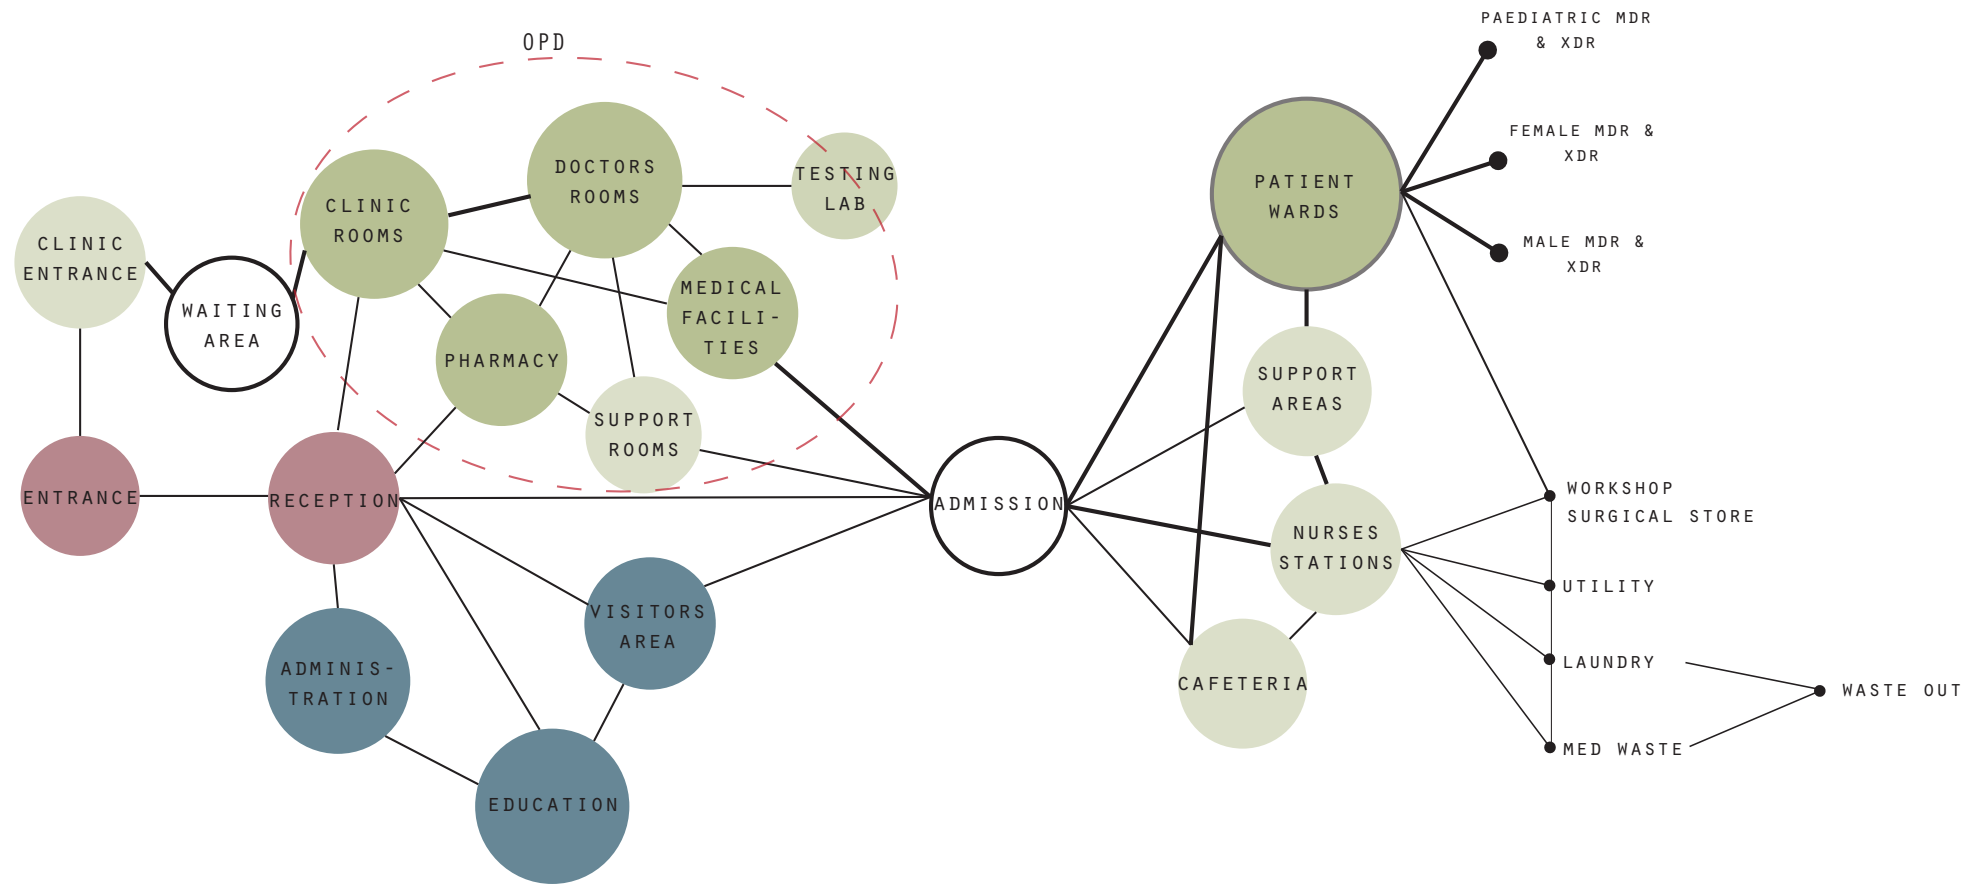 OPD
CLINIC
ENTRANCE
WAITING
AREA
CLINIC
ROOMS
DOCTORS
ROOMS
TESTING
LAB
MEDICAL
FACILI-
TIES
PHARMACY
SUPPORT
ROOMS
ENTRANCE
RECEPTION
ADMISSION
VISITORS
AREA
ADMINIS-
TRATION
EDUCATION
PATIENT
WARDS
PAEDIATRIC MDR
& XDR
FEMALE MDR &
XDR
MALE MDR &
XDR
SUPPORT
AREAS
NURSES
STATIONS
CAFETERIA
WORKSHOP
SURGICAL STORE
UTILITY
LAUNDRY
MED WASTE
WASTE OUT